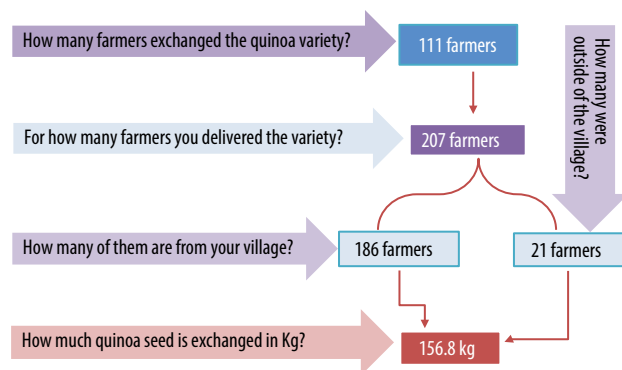 How many farmers exchanged the quinoa variety?
111 farmers
How many were
outside of the village?
For how many farmers you delivered the variety?
207 farmers
How many of them are from your village?
186 farmers
21 farmers
How much quinoa seed is exchanged in Kg?
156.8 kg